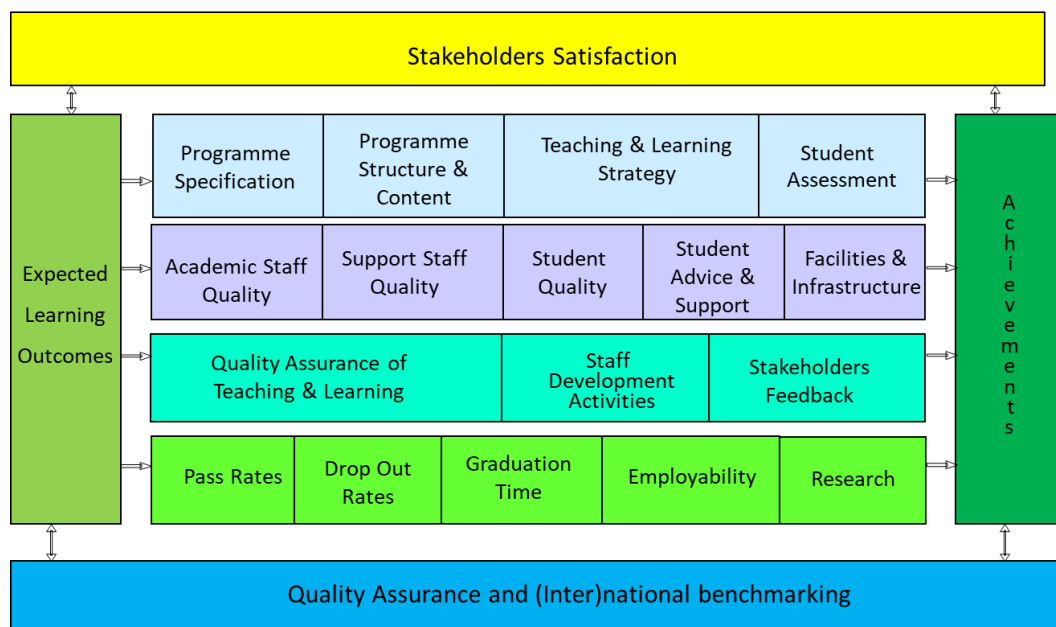 Stakeholders Satisfaction
Expected
Learning
Outcomes
Programme
Specification
Programme
Structure &
Content
Teaching & Learning
Strategy
Student
Assessment
Academic Staff
Quality
Support Staff
Quality
Student
Quality
Student
Advice &
Support
Facilities &
Infrastructure
Quality Assurance of
Teaching & Learning
Staff
Development
Activities
Stakeholders
Feedback
Pass Rates
Drop Out
Rates
Graduation
Time
Employability
Research
Achievements
Quality Assurance and (Inter)national benchmarking